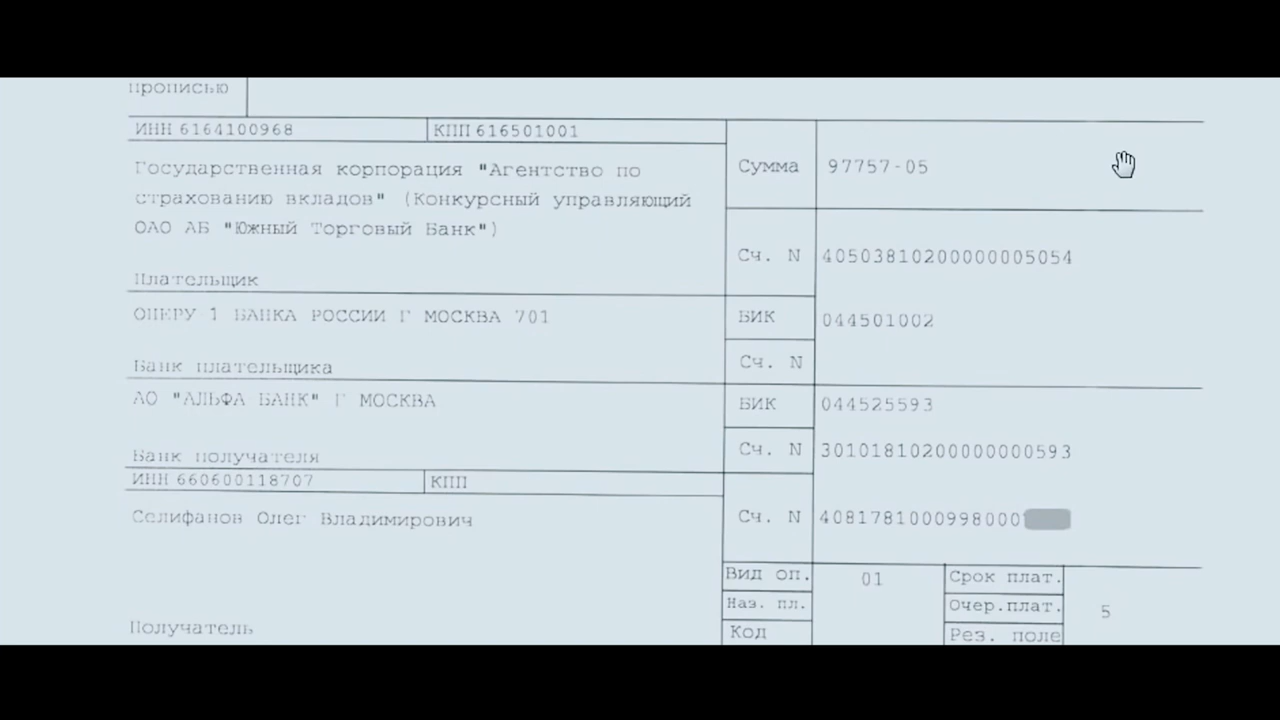 прописью
ИНН 6164100968 КПП 616501001
Государственная корпорация "Агентство по
страхованию вкладов" (Конкурсный управляющий
ОАО АБ "Южный Торговый Банк")
Плательщик
Сумма 97757-05
Сч. N 40503810200000005054
ОПЕРУ 1 БАНКА РОССИИ Г МОСКВА 701
Банк плательщика
БИК 044501002
Сч. N
АО "АЛЬФА БАНК" Г МОСКВА
Банк получателя
БИК 044525593
Сч. N 30101810200000000593
ИНН 660600118707 КПП
Селифанов Олег Владимирович
Получатель
Сч. N 4081781000998000
Вид оп. 01 Срок плат.
Наз. пл. Очер.плат. 5
Код Рез. поле